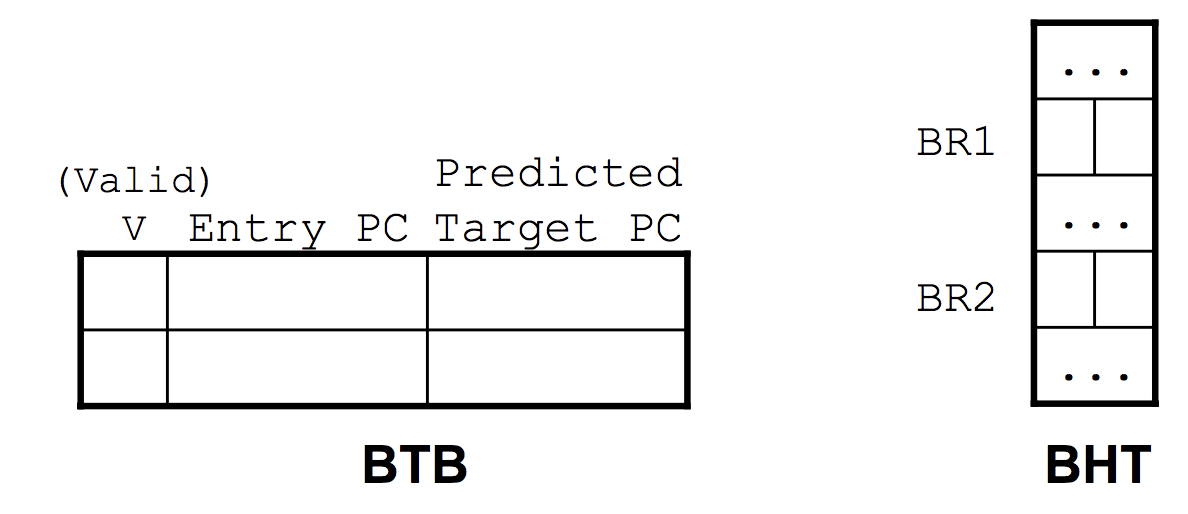 (Valid)
V
Entry PC
Predicted
Target PC
BTB
...
BR1
...
BR2
...
BHT